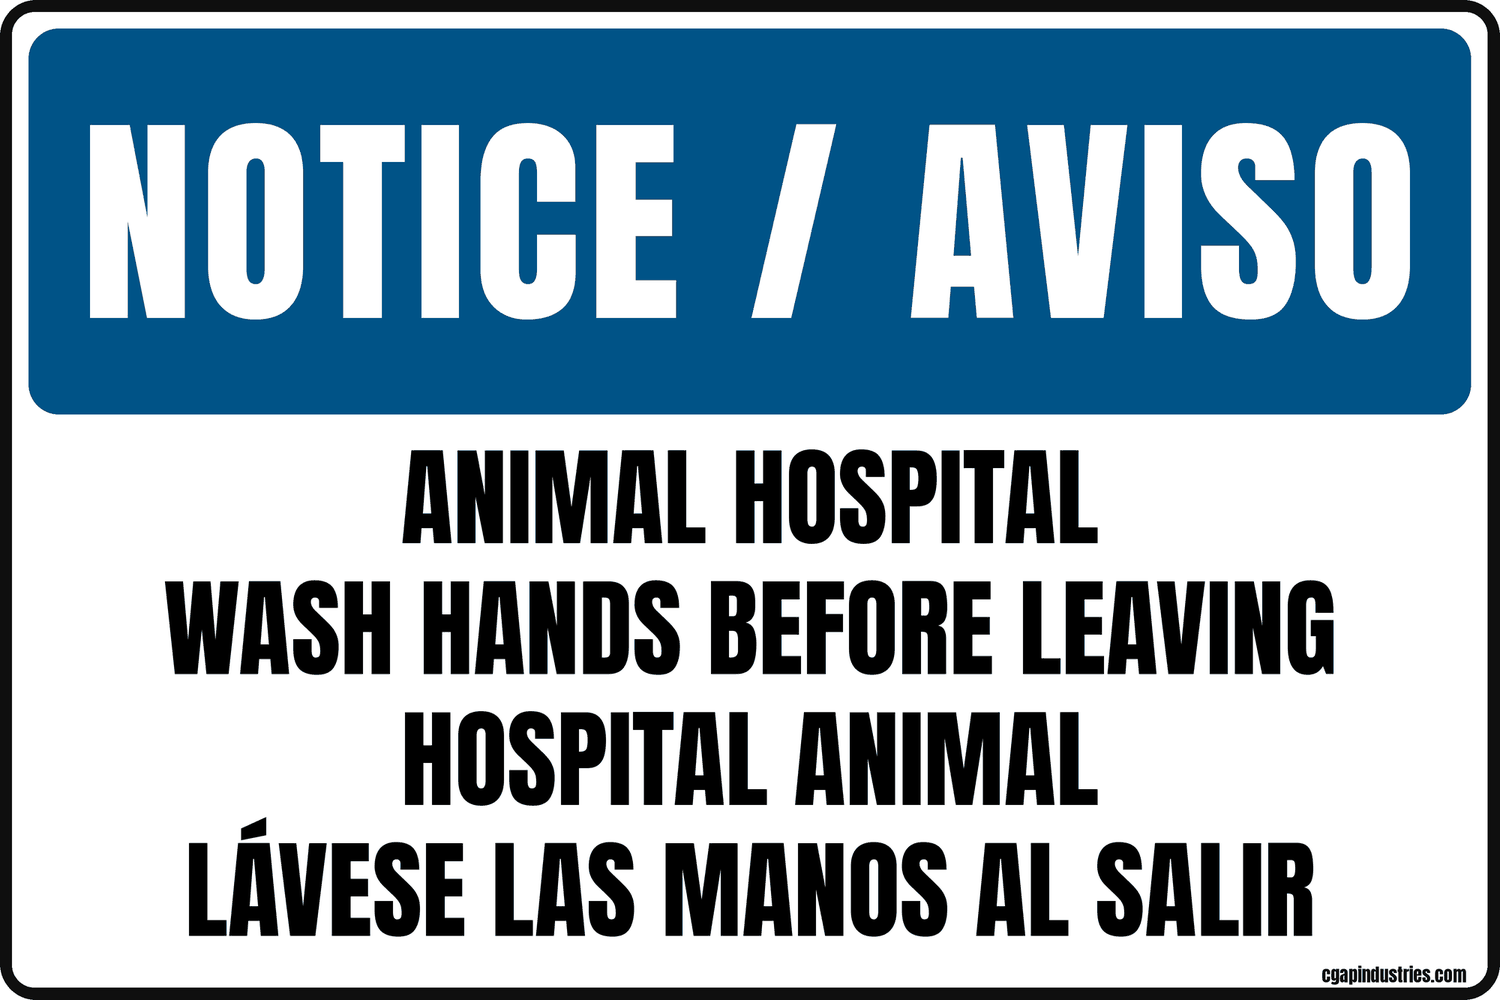 NOTICE / AVISO
ANIMAL HOSPITAL
WASH HANDS BEFORE LEAVING
HOSPITAL ANIMAL
LÁVESE LAS MANOS AL SALIR
cgapindustries.com